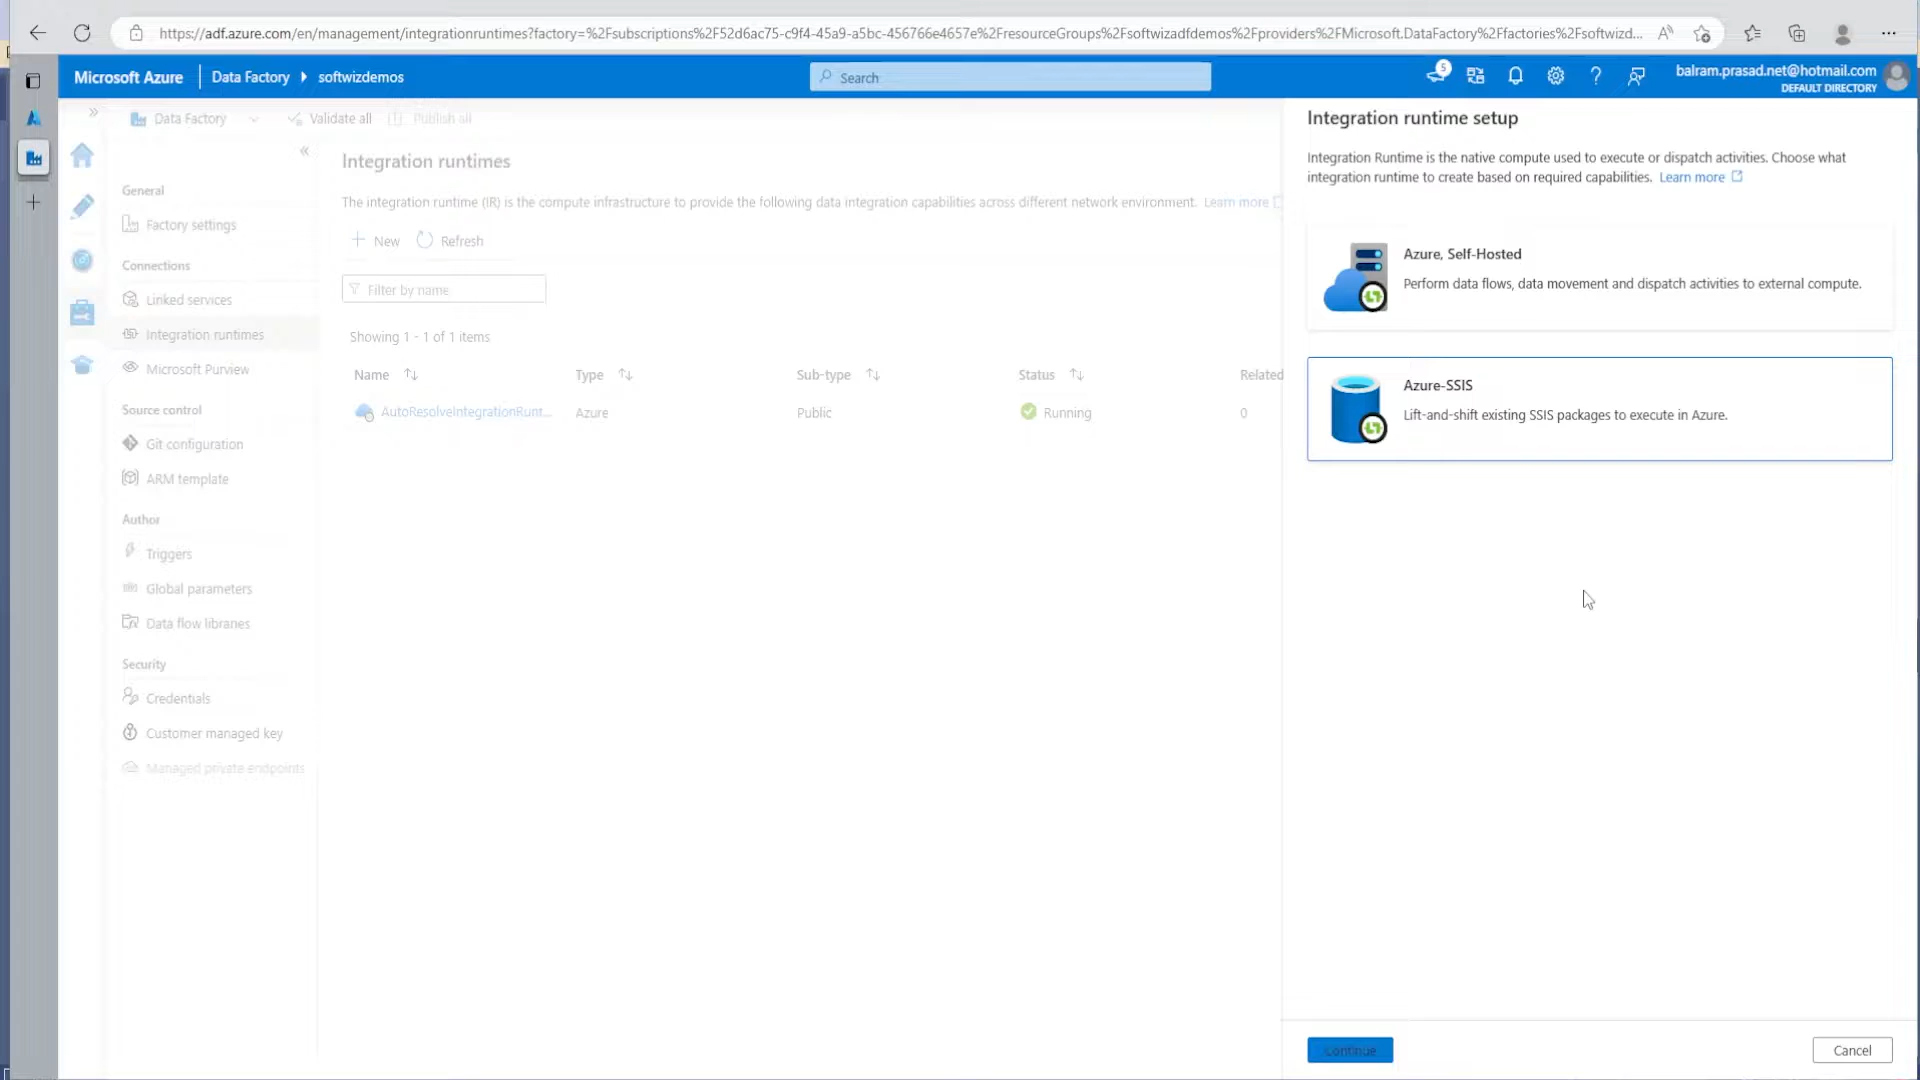 https://adf.azure.com/en/management/integrationruntimes?factory=%2Fsubscriptions%2F52d6ac75-c9f4-45a9-a5bc-456766e4657e%2FresourceGroups%2Fsoftwizadfdemos%2Fproviders%2FMicrosoft.DataFactory%2Ffactories%2Fsoftwizd...
Microsoft Azure
Data Factory
softwizdemos
Search
5
balram.prasad.net@hotmail.com
DEFAULT DIRECTORY
Data Factory
Validate all
Publish all
General
Factory settings
Connections
Linked services
Integration runtimes
Microsoft Purview
Source control
Git configuration
ARM template
Author
Triggers
Global parameters
Data flow libraries
Security
Credentials
Customer managed key
Managed private endpoints
Integration runtimes
The integration runtime (IR) is the compute infrastructure to provide the following data integration capabilities across different network environment. Learn more
New
Refresh
Filter by name
Showing 1 - 1 of 1 items
Name Type Sub-type Status Related
AutoResolveIntegrationRunt... Azure Public Running 0
Integration runtime setup
Integration Runtime is the native compute used to execute or dispatch activities. Choose what
integration runtime to create based on required capabilities. Learn more
Azure, Self-Hosted
Perform data flows, data movement and dispatch activities to external compute.
Azure-SSIS
Lift-and-shift existing SSIS packages to execute in Azure.
Continue
Cancel